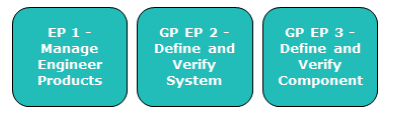 EP 1 -
Manage
Engineer
Products
GP EP 2 -
Define and
Verify
System
GP EP 3 -
Define and
Verify
Component